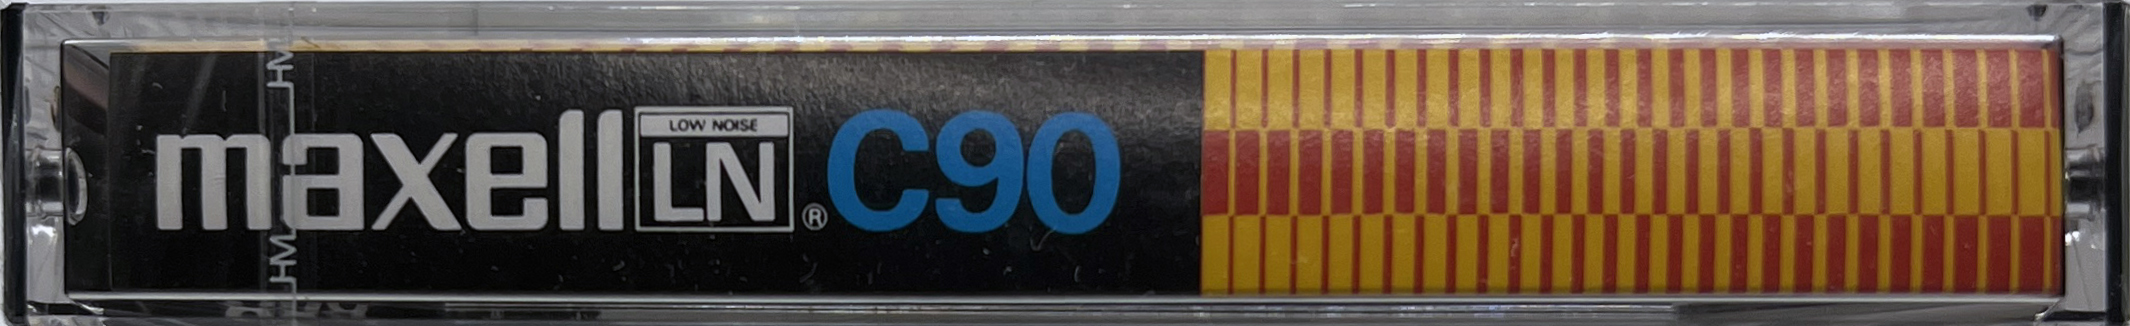 maxell LN ® C90
LOW NOISE